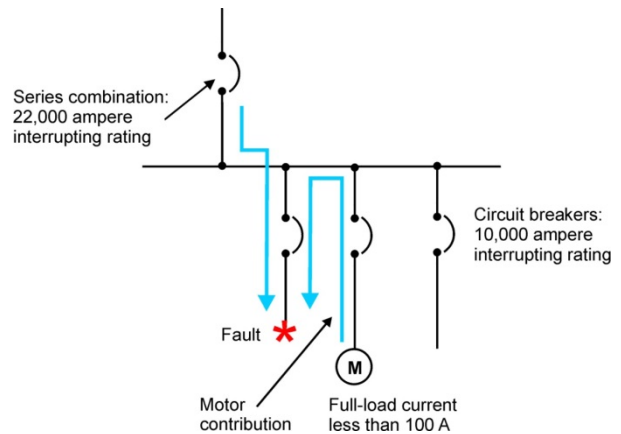 Series combination:
22,000 ampere
interrupting rating
Circuit breakers:
10,000 ampere
interrupting rating
Fault
M
Motor
contribution
Full-load current
less than 100 A